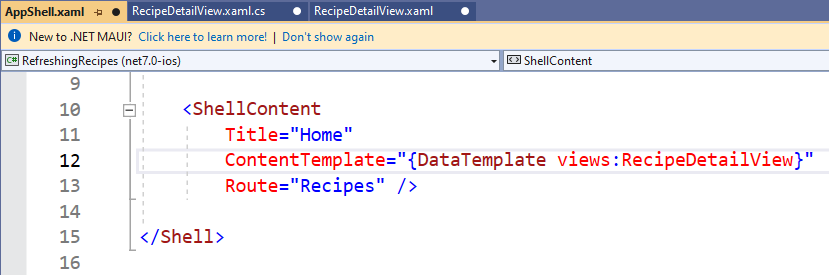 AppShell.xaml RecipeDetailView.xaml.cs RecipeDetailView.xaml
New to .NET MAUI? Click here to learn more! | Don't show again
C# RefreshingRecipes (net7.0-ios) ShellContent
9
10 <ShellContent
11 Title="Home"
12 ContentTemplate="{DataTemplate views:RecipeDetailView}"
13 Route="Recipes" />
14
15 </Shell>
16